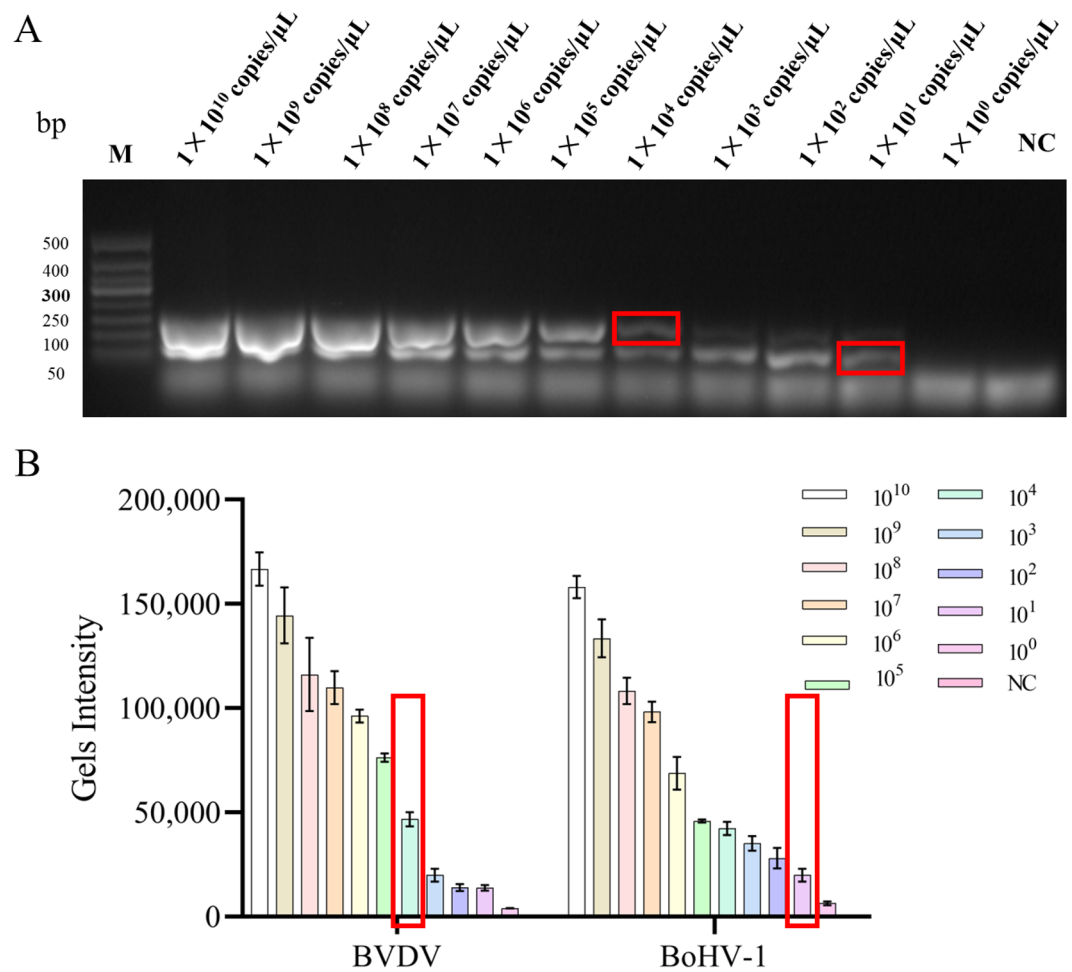 A
bp
M
1×10¹⁰ copies/μL
1×10⁹ copies/μL
1×10⁸ copies/μL
1×10⁷ copies/μL
1×10⁶ copies/μL
1×10⁵ copies/μL
1×10⁴ copies/μL
1×10³ copies/μL
1×10² copies/μL
1×10¹ copies/μL
1×10⁰ copies/μL
NC
500
400
300
250
100
50
B
Gels Intensity
200,000
150,000
100,000
50,000
0
BVDV
BoHV-1
10¹⁰
10⁹
10⁸
10⁷
10⁶
10⁵
10⁴
10³
10²
10¹
10⁰
NC